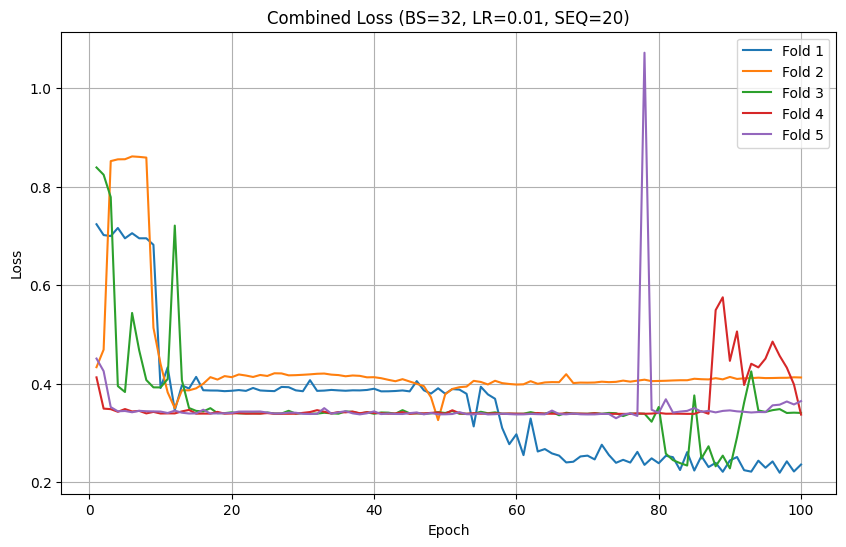 Combined Loss (BS=32, LR=0.01, SEQ=20)
Fold 1
Fold 2
Fold 3
Fold 4
Fold 5
1.0
0.8
0.6
0.4
0.2
Loss
0 20 40 60 80 100
Epoch